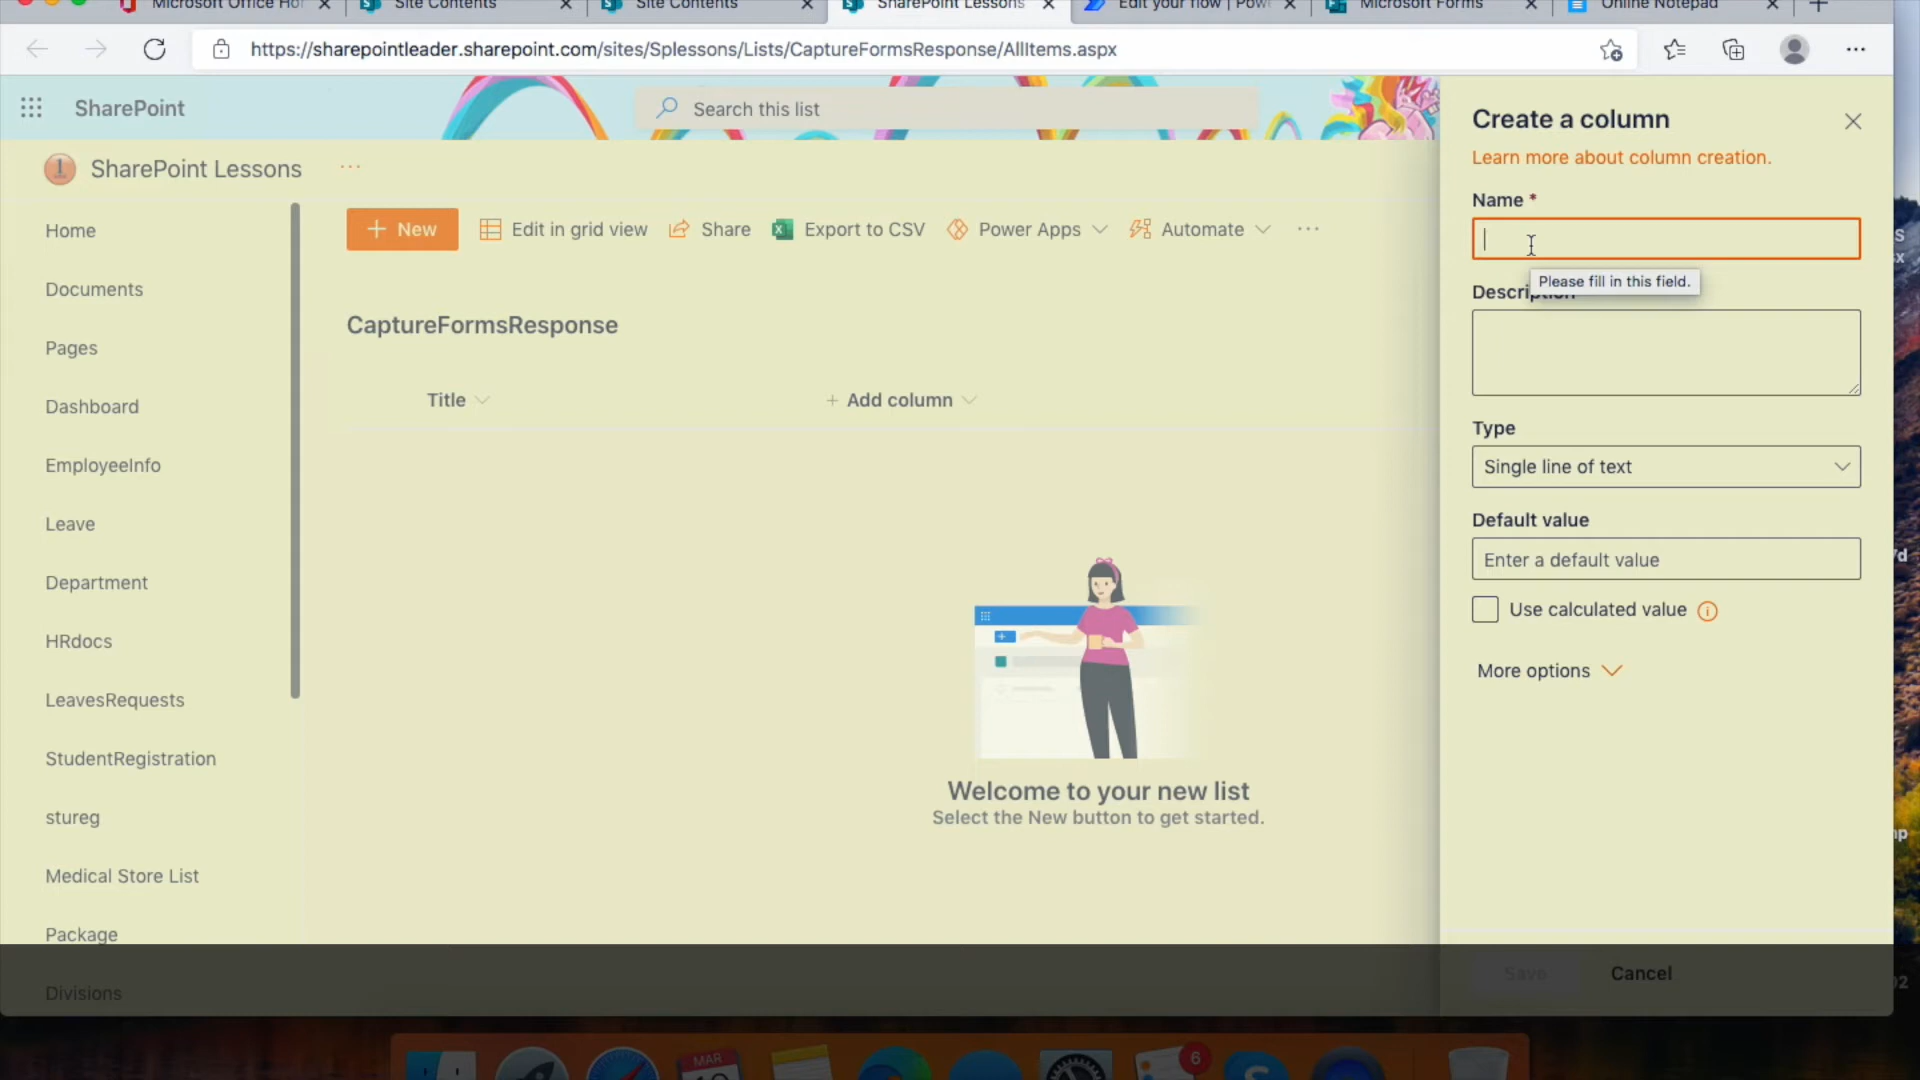 Microsoft Office Ho
Site Contents
Site Contents
SharePoint Lessons
Edit your flow | Pow
Microsoft Forms
Online Notepad
https://sharepointleader.sharepoint.com/sites/Splessons/Lists/CaptureFormsResponse/AllItems.aspx
SharePoint
Search this list
SharePoint Lessons
Home
Documents
Pages
Dashboard
EmployeeInfo
Leave
Department
HRdocs
LeavesRequests
StudentRegistration
stureg
Medical Store List
Package
Divisions
+ New
Edit in grid view
Share
Export to CSV
Power Apps
Automate
CaptureFormsResponse
Title
+ Add column
Welcome to your new list
Select the New button to get started.
Create a column
Learn more about column creation.
Name *
Please fill in this field.
Description
Type
Single line of text
Default value
Enter a default value
Use calculated value
More options
Save
Cancel
MAR
6